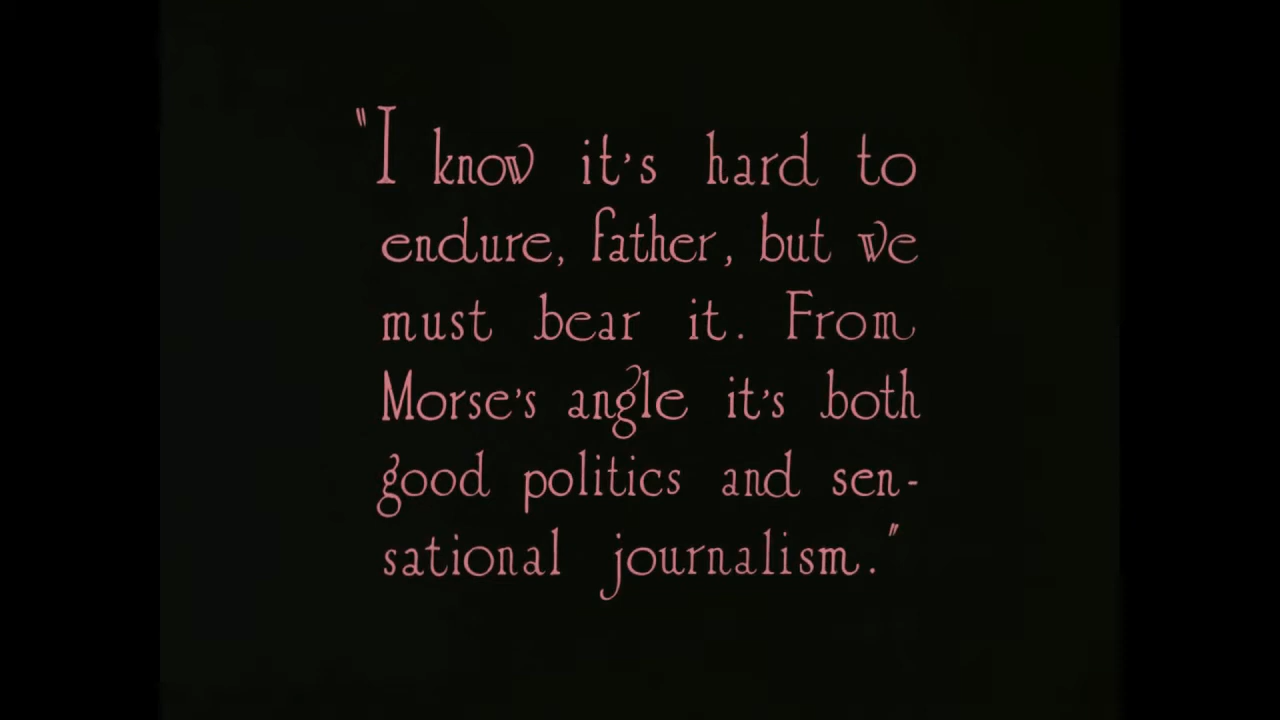 "I know it's hard to
endure, father, but we
must bear it. From
Morse's angle it's both
good politics and sen-
sational journalism."